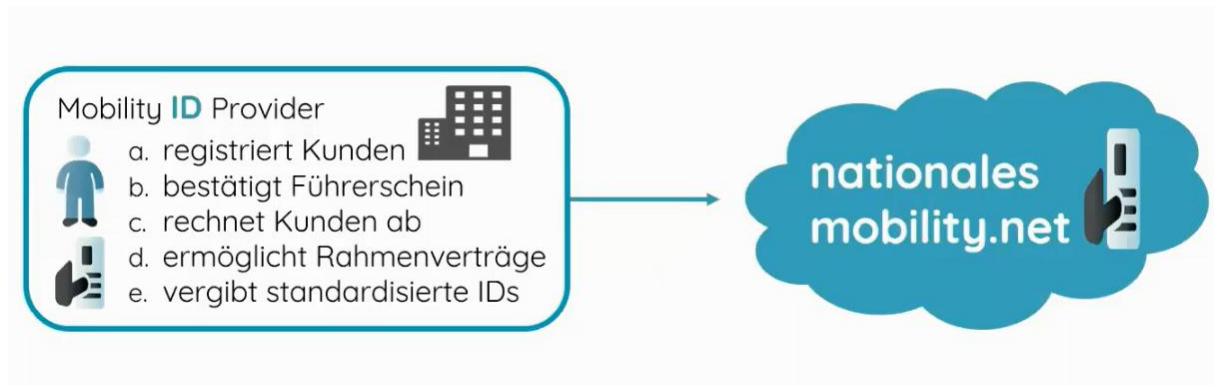 Mobility ID Provider
a. registriert Kunden
b. bestätigt Führerschein
c. rechnet Kunden ab
d. ermöglicht Rahmenverträge
e. vergibt standardisierte IDs
nationales
mobility.net